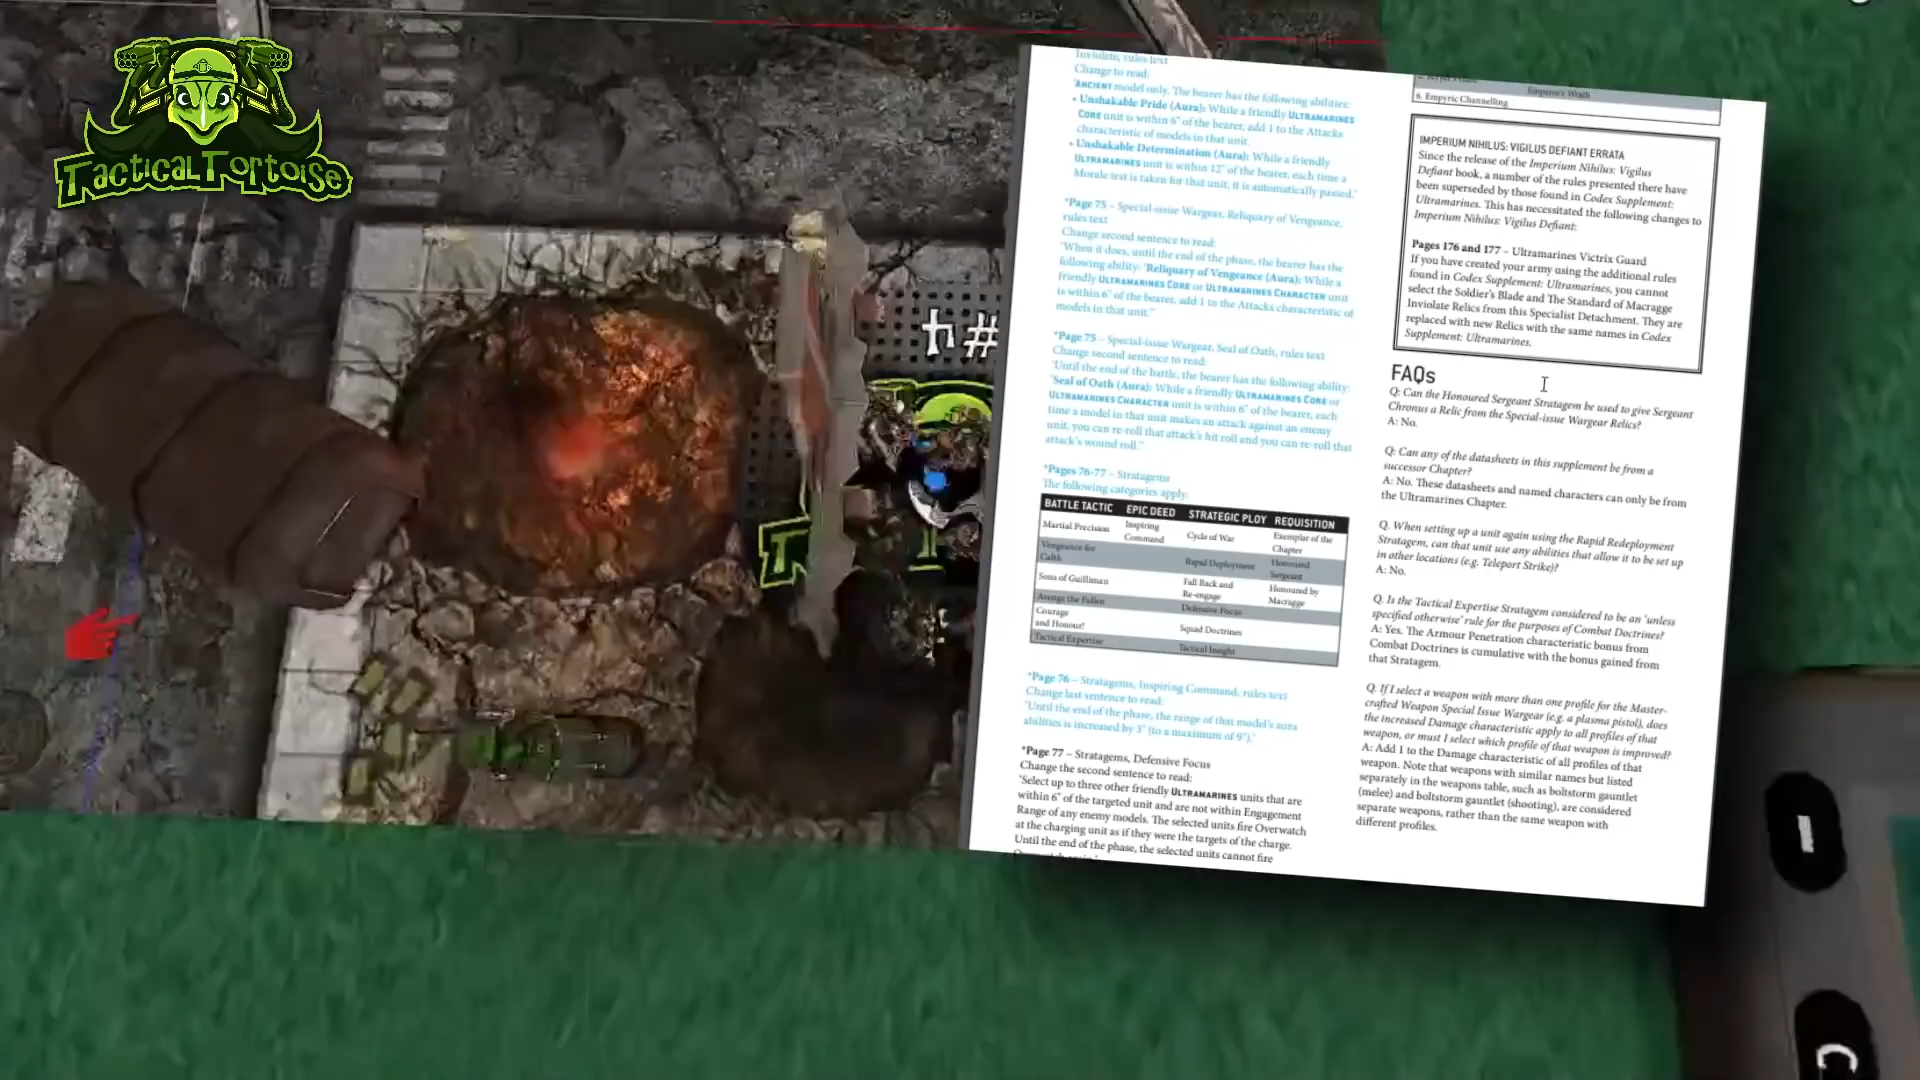 TacticalTortoise
Inviolate, rules text
Change to read:
'ANCIENT model only. The bearer has the following abilities:
• Unshakable Pride (Aura): While a friendly ULTRAMARINES
CORE unit is within 6" of the bearer, add 1 to the Attacks
characteristic of models in that unit.
• Unshakable Determination (Aura): While a friendly
ULTRAMARINES unit is within 12" of the bearer, each time a
Morale test is taken for that unit, it is automatically passed.'
*Page 75 – Special-issue Wargear, Reliquary of Vengeance,
rules text
Change second sentence to read:
'When it does, until the end of the phase, the bearer has the
following ability: 'Reliquary of Vengeance (Aura): While a
friendly ULTRAMARINES CORE or ULTRAMARINES CHARACTER unit
is within 6" of the bearer, add 1 to the Attacks characteristic of
models in that unit.''
*Page 75 – Special-issue Wargear, Seal of Oath, rules text
Change second sentence to read:
'Until the end of the battle, the bearer has the following ability:
'Seal of Oath (Aura): While a friendly ULTRAMARINES CORE or
ULTRAMARINES CHARACTER unit is within 6" of the bearer, each
time a model in that unit makes an attack against an enemy
unit, you can re-roll that attack's hit roll and you can re-roll that
attack's wound roll.''
*Pages 76-77 – Stratagems
The following categories apply:
BATTLE TACTIC EPIC DEED STRATEGIC PLOY REQUISITION
Martial Precision Inspiring Command Cycle of War Exemplar of the Chapter
Vengeance for Calth Rapid Deployment Honoured Sergeant
Sons of Guilliman Fall Back and Re-engage Honoured by Macragge
Avenge the Fallen Defensive Focus
Courage and Honour! Squad Doctrines
Tactical Expertise Tactical Insight
*Page 76 – Stratagems, Inspiring Command, rules text
Change last sentence to read:
'Until the end of the phase, the range of that model's aura
abilities is increased by 3" (to a maximum of 9").'
*Page 77 – Stratagems, Defensive Focus
Change the second sentence to read:
'Select up to three other friendly ULTRAMARINES units that are
within 6" of the targeted unit and are not within Engagement
Range of any enemy models. The selected units fire Overwatch
at the charging unit as if they were the targets of the charge.
Until the end of the phase, the selected units cannot fire
Emperor's Wrath
6. Empyric Channelling
IMPERIUM NIHILUS: VIGILUS DEFIANT ERRATA
Since the release of the Imperium Nihilus: Vigilus
Defiant book, a number of the rules presented there have
been superseded by those found in Codex Supplement:
Ultramarines. This has necessitated the following changes to
Imperium Nihilus: Vigilus Defiant:
Pages 176 and 177 – Ultramarines Victrix Guard
If you have created your army using the additional rules
found in Codex Supplement: Ultramarines, you cannot
select the Soldier's Blade and The Standard of Macragge
Inviolate Relics from this Specialist Detachment. They are
replaced with new Relics with the same names in Codex
Supplement: Ultramarines.
FAQs
Q: Can the Honoured Sergeant Stratagem be used to give Sergeant
Chronus a Relic from the Special-issue Wargear Relics?
A: No.
Q: Can any of the datasheets in this supplement be from a
successor Chapter?
A: No. These datasheets and named characters can only be from
the Ultramarines Chapter.
Q. When setting up a unit again using the Rapid Redeployment
Stratagem, can that unit use any abilities that allow it to be set up
in other locations (e.g. Teleport Strike)?
A: No.
Q. Is the Tactical Expertise Stratagem considered to be an 'unless
specified otherwise' rule for the purposes of Combat Doctrines?
A: Yes. The Armour Penetration characteristic bonus from
Combat Doctrines is cumulative with the bonus gained from
that Stratagem.
Q. If I select a weapon with more than one profile for the Master-
crafted Weapon Special Issue Wargear (e.g. a plasma pistol), does
the increased Damage characteristic apply to all profiles of that
weapon, or must I select which profile of that weapon is improved?
A: Add 1 to the Damage characteristic of all profiles of that
weapon. Note that weapons with similar names but listed
separately in the weapons table, such as boltstorm gauntlet
(melee) and boltstorm gauntlet (shooting), are considered
separate weapons, rather than the same weapon with
different profiles.